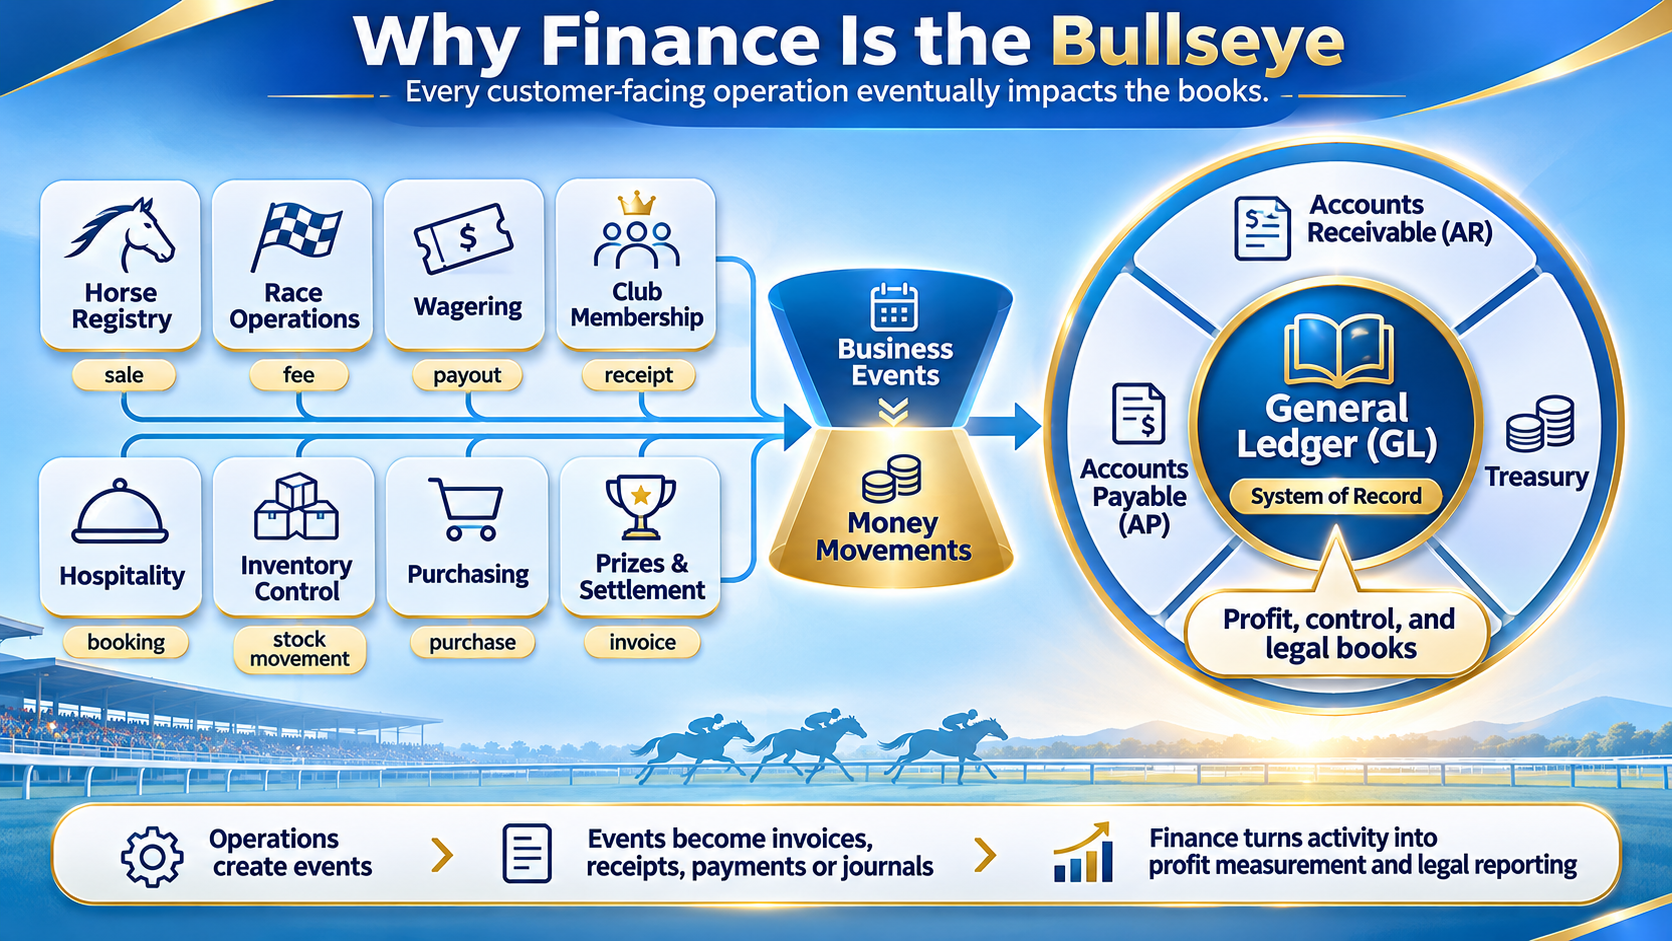 Why Finance Is the Bullseye
Every customer-facing operation eventually impacts the books.
Horse
Registry
sale
Race
Operations
fee
$
Wagering
payout
Club
Membership
receipt
Hospitality
booking
Inventory
Control
stock
movement
Purchasing
purchase
Prizes &
Settlement
invoice
Business
Events
Money
Movements
$
Accounts
Receivable (AR)
$
Accounts
Payable
(AP)
General
Ledger (GL)
System of Record
Treasury
Profit, control, and
legal books
Operations
create events
Events become invoices,
receipts, payments or journals
Finance turns activity into
profit measurement and legal reporting